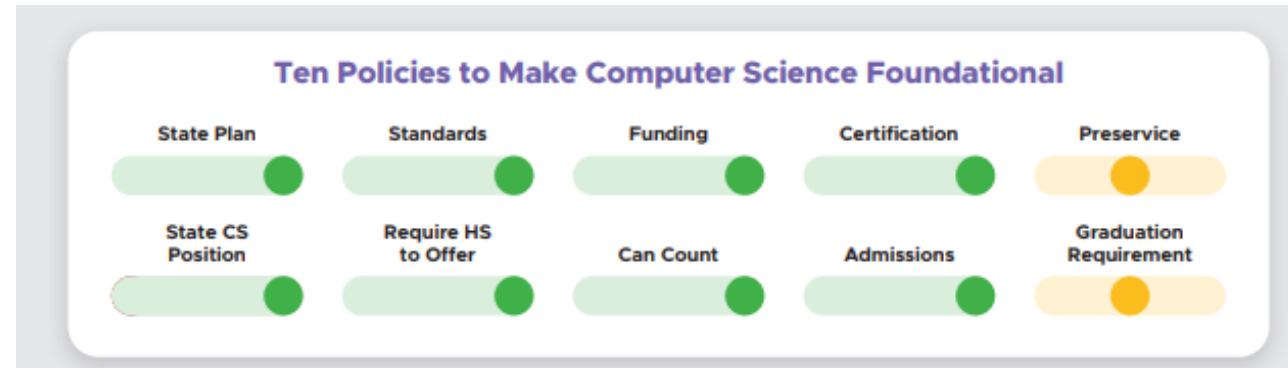 Ten Policies to Make Computer Science Foundational
State Plan
Standards
Funding
Certification
Preservice
State CS
Position
Require HS
to Offer
Can Count
Admissions
Graduation
Requirement